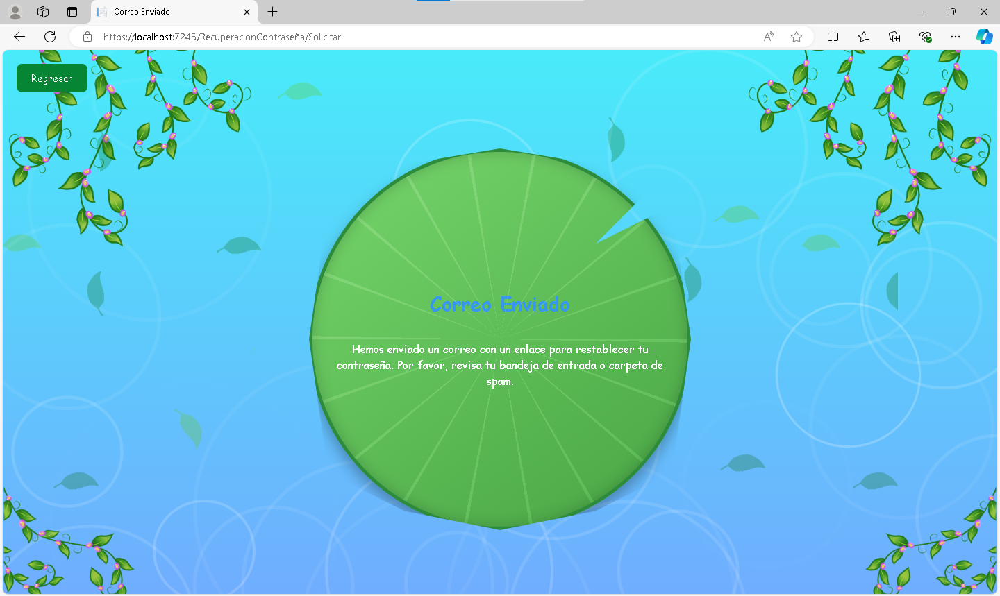 Correo Enviado
https://localhost:7245/RecuperacionContraseña/Solicitar
Regresar
Correo Enviado
Hemos enviado un correo con un enlace para restablecer tu
contraseña. Por favor, revisa tu bandeja de entrada o carpeta de
spam.